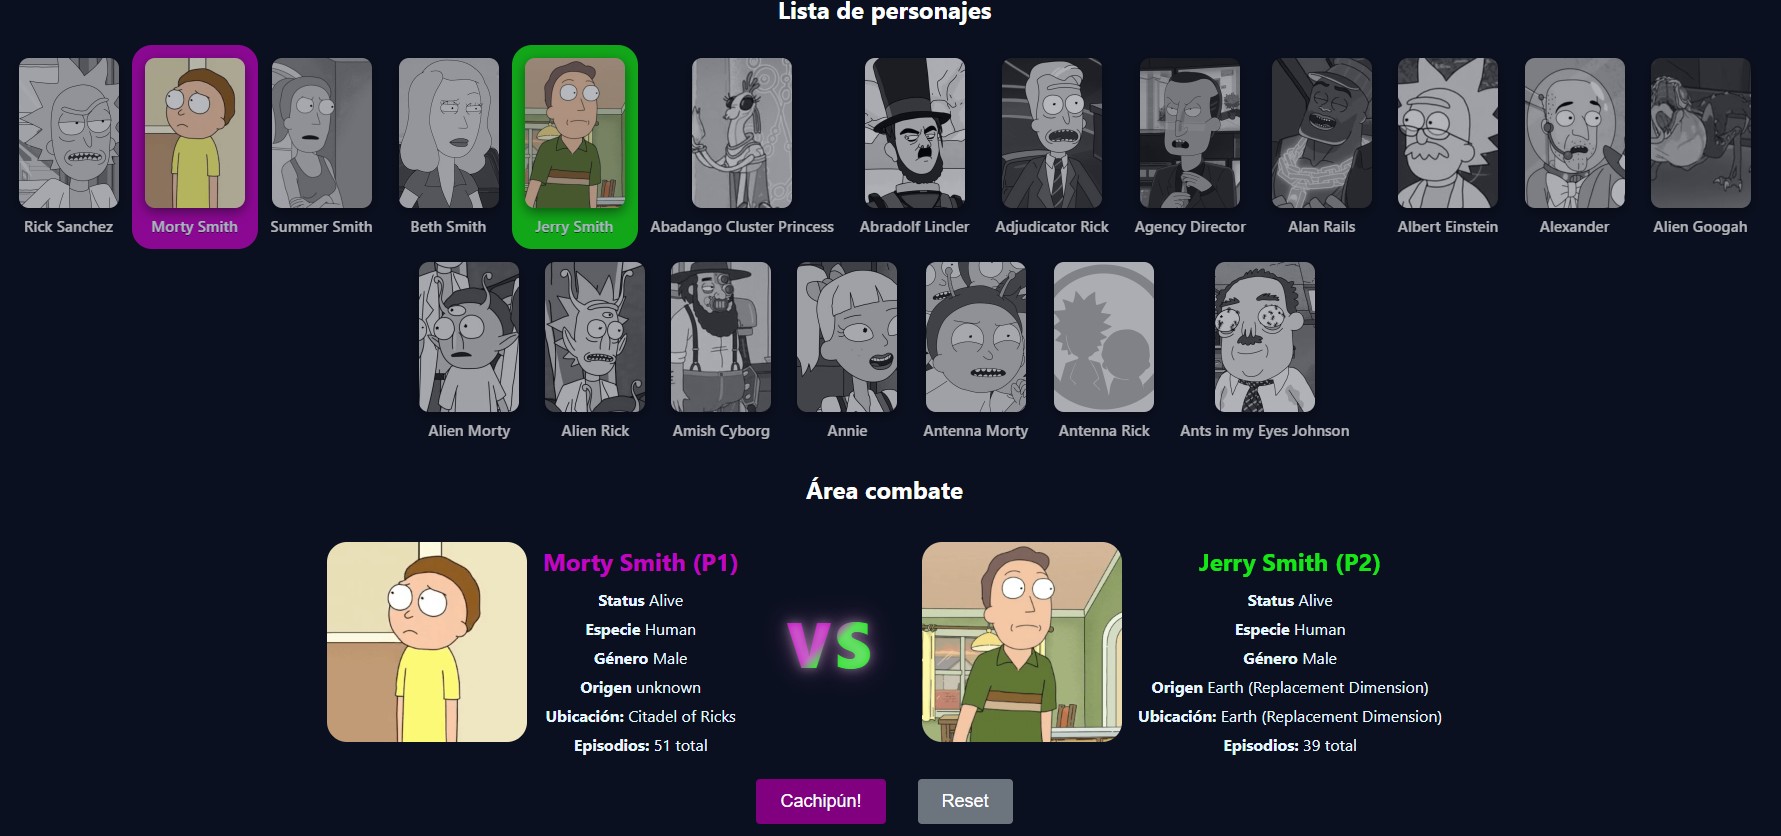 Lista de personajes
Rick Sanchez
Morty Smith
Summer Smith
Beth Smith
Jerry Smith
Abadango Cluster Princess
Abradolf Lincler
Adjudicator Rick
Agency Director
Alan Rails
Albert Einstein
Alexander
Alien Googah
Alien Morty
Alien Rick
Amish Cyborg
Annie
Antenna Morty
Antenna Rick
Ants in my Eyes Johnson
Área combate
Morty Smith (P1)
Status Alive
Especie Human
Género Male
Origen unknown
Ubicación: Citadel of Ricks
Episodios: 51 total
VS
Jerry Smith (P2)
Status Alive
Especie Human
Género Male
Origen Earth (Replacement Dimension)
Ubicación: Earth (Replacement Dimension)
Episodios: 39 total
Cachipún!
Reset